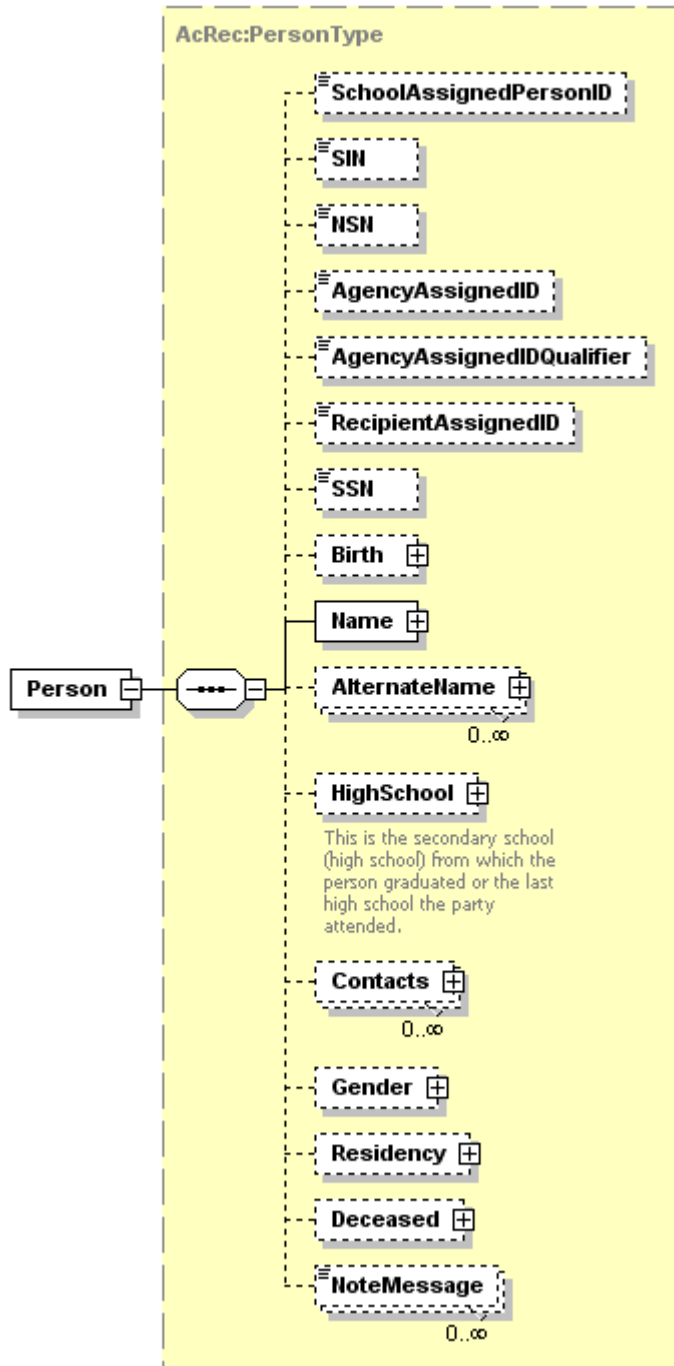 AcRec:PersonType
SchoolAssignedPersonID
SIN
NSN
AgencyAssignedID
AgencyAssignedIDQualifier
RecipientAssignedID
SSN
Birth
Name
Person
AlternateName
0..∞
HighSchool
This is the secondary school
(high school) from which the
person graduated or the last
high school the party
attended.
Contacts
0..∞
Gender
Residency
Deceased
NoteMessage
0..∞